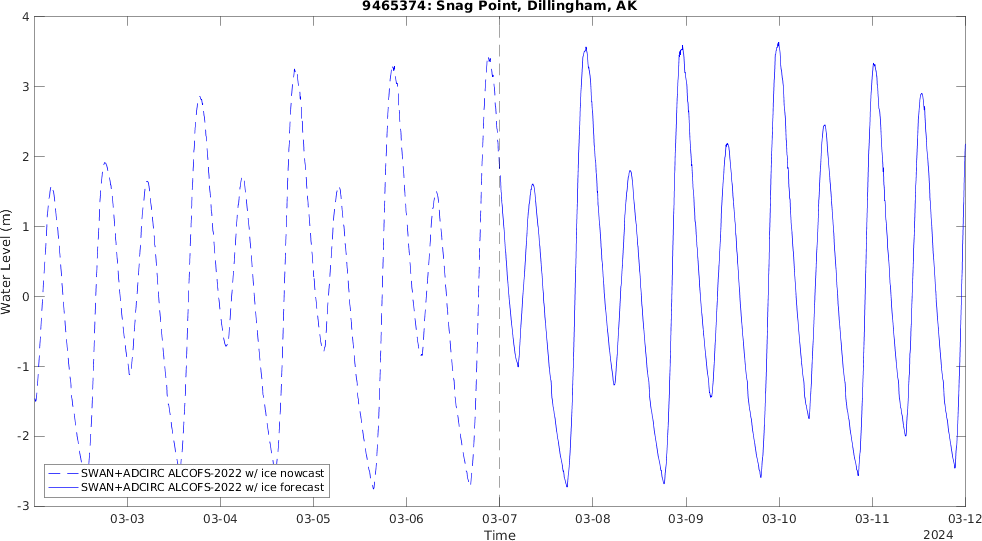 9465374: Snag Point, Dillingham, AK
4
3
2
1
0
-1
-2
-3
Water Level (m)
SWAN+ADCIRC ALCOFS-2022 w/ ice nowcast
SWAN+ADCIRC ALCOFS-2022 w/ ice forecast
03-03 03-04 03-05 03-06 03-07 03-08 03-09 03-10 03-11 03-12
Time
2024